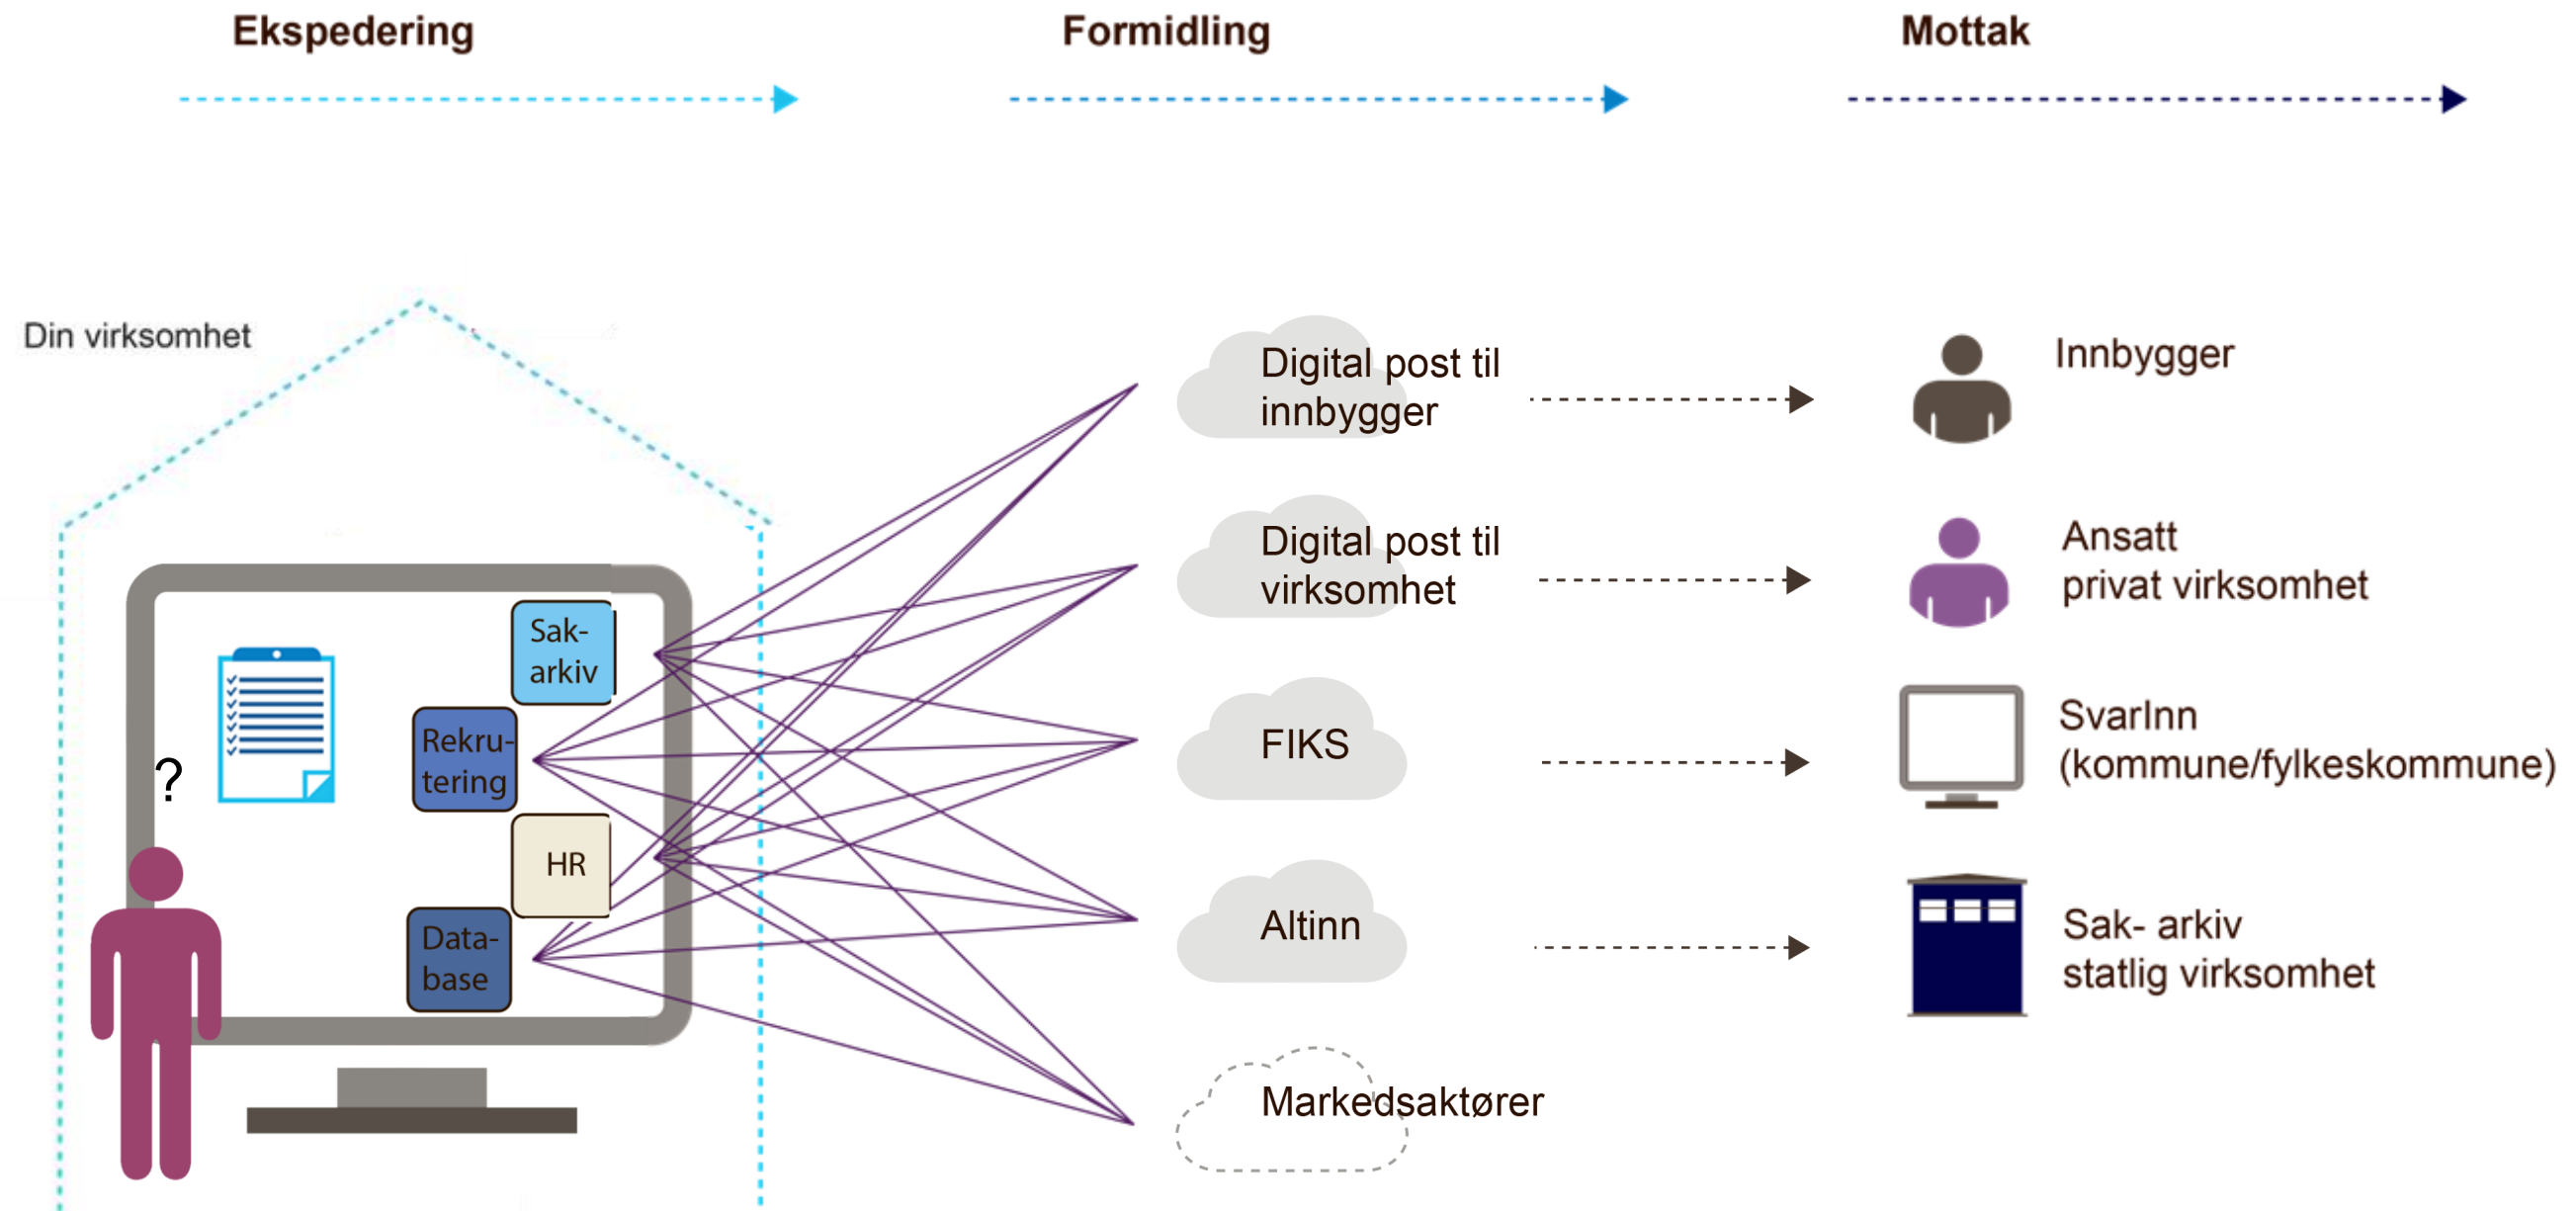 Ekspedering
Formidling
Mottak
Din virksomhet
Sak-
arkiv
Rekru-
tering
HR
Data-
base
?
Digital post til
innbygger
Digital post til
virksomhet
FIKS
Altinn
Markedsaktører
Innbygger
Ansatt
privat virksomhet
SvarInn
(kommune/fylkeskommune)
Sak- arkiv
statlig virksomhet